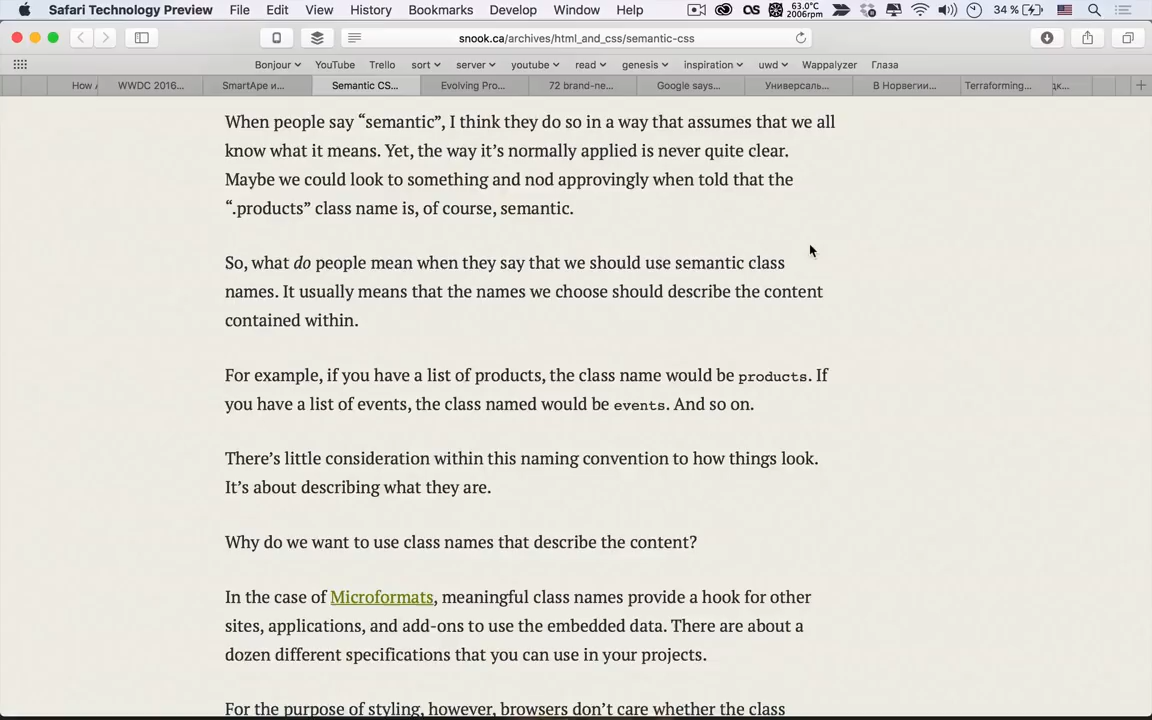 Safari Technology Preview File Edit View History Bookmarks Develop Window Help 63.0°C 2006rpm 34 %
snook.ca/archives/html_and_css/semantic-css
Bonjour YouTube Trello sort server youtube read genesis inspiration uwd Wappalyzer Глаза
How WWDC 2016... SmartApe и... Semantic CS... Evolving Pro... 72 brand-ne... Google says... Универсаль... В Норвегии... Terraforming...
When people say “semantic”, I think they do so in a way that assumes that we all
know what it means. Yet, the way it’s normally applied is never quite clear.
Maybe we could look to something and nod approvingly when told that the
“.products” class name is, of course, semantic.
So, what do people mean when they say that we should use semantic class
names. It usually means that the names we choose should describe the content
contained within.
For example, if you have a list of products, the class name would be products. If
you have a list of events, the class named would be events. And so on.
There’s little consideration within this naming convention to how things look.
It’s about describing what they are.
Why do we want to use class names that describe the content?
In the case of Microformats, meaningful class names provide a hook for other
sites, applications, and add-ons to use the embedded data. There are about a
dozen different specifications that you can use in your projects.
For the purpose of styling, however, browsers don’t care whether the class